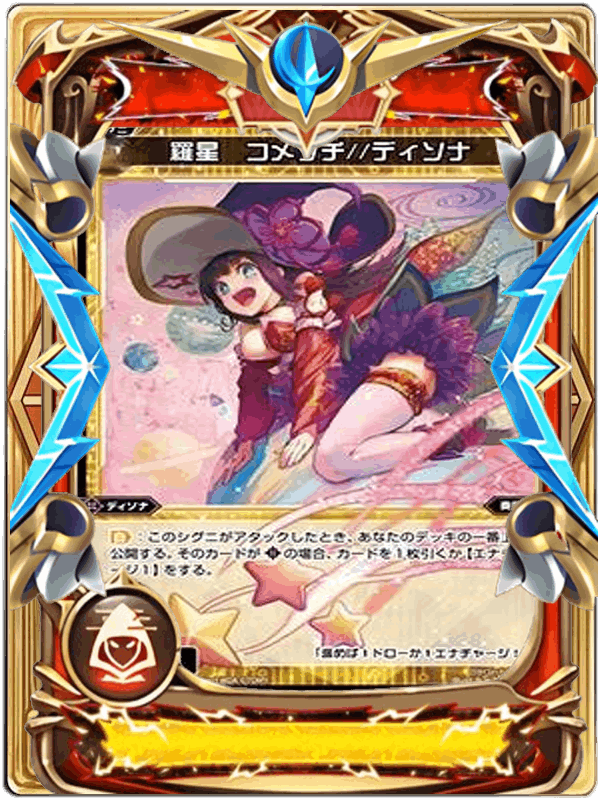 羅星　コメッチ//ディソナ
ディソナ
自：このシグニがアタックしたとき、あなたのデッキの一番
公開する。そのカードが の場合、カードを１枚引くか【エナ
ージ１】をする。
「進めば１ドローか１エナチャージ！